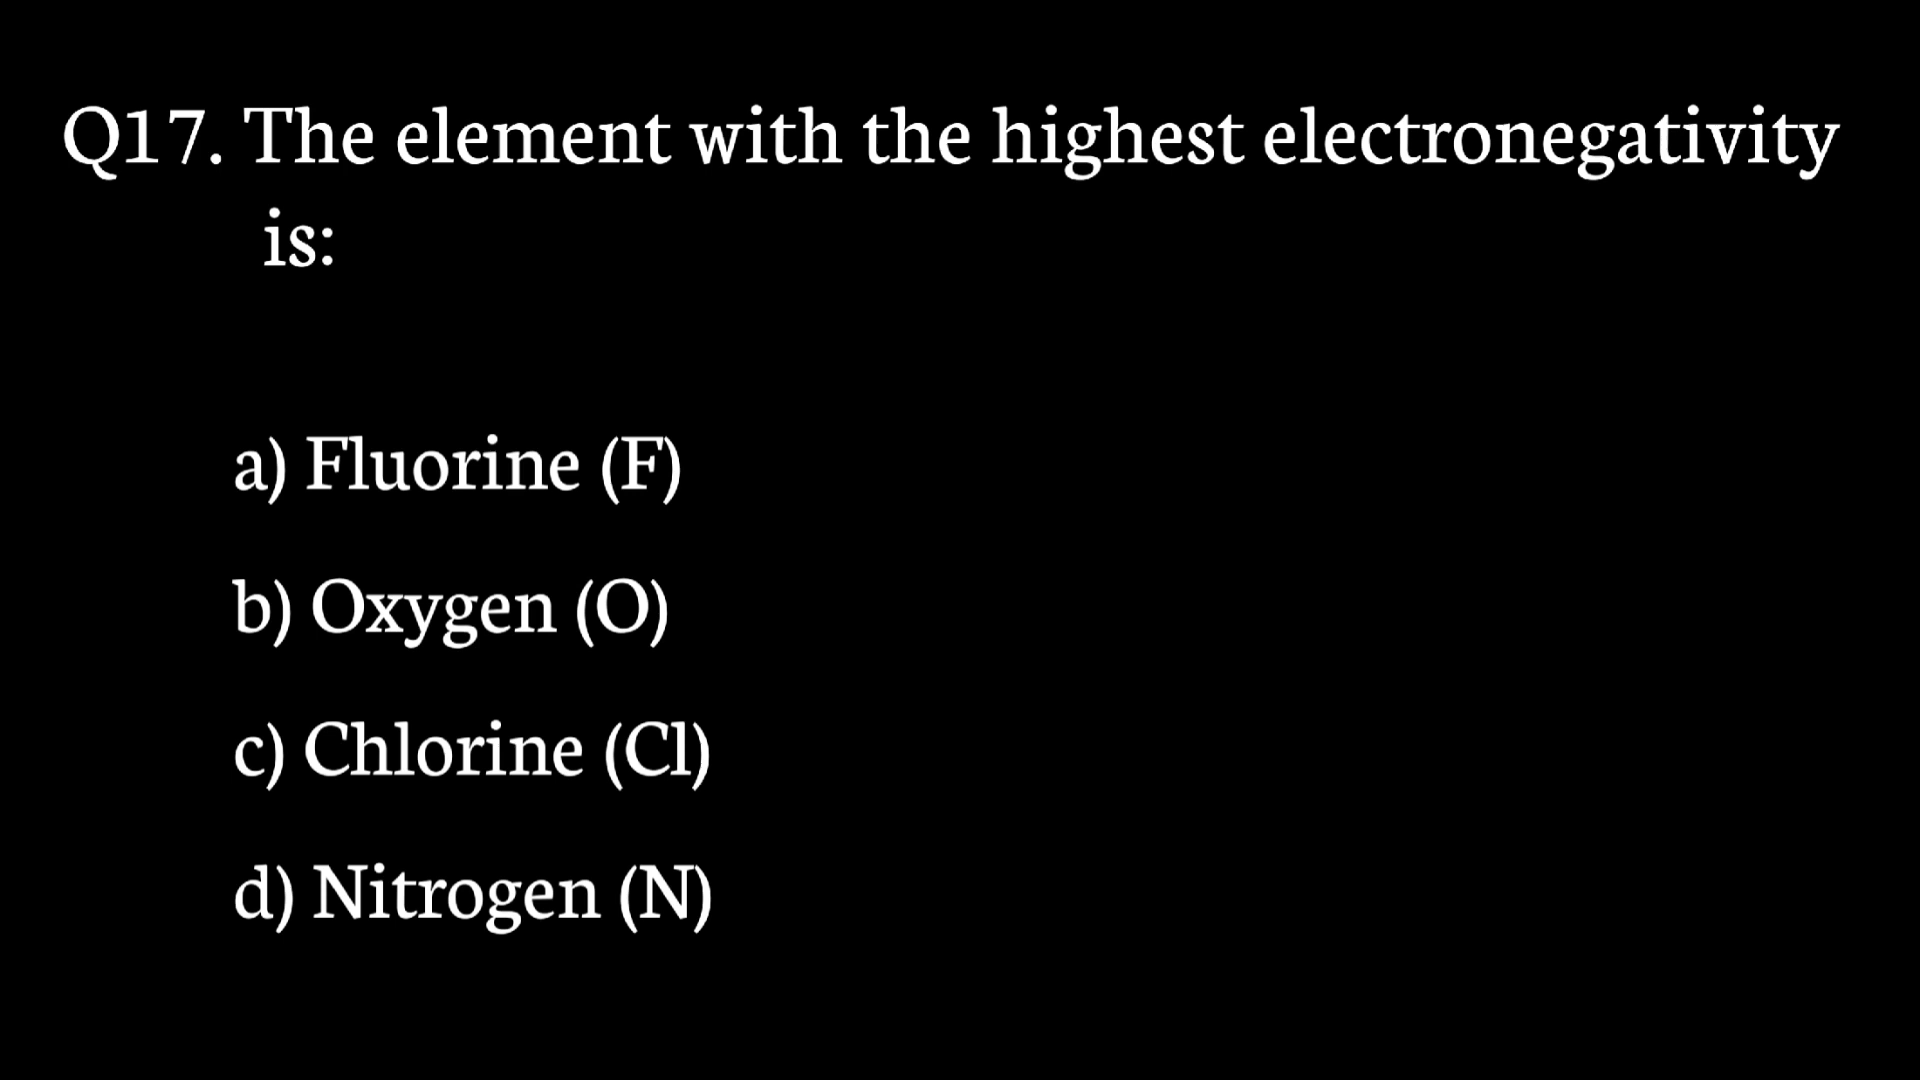 Q17. The element with the highest electronegativity
is:
a) Fluorine (F)
b) Oxygen (O)
c) Chlorine (Cl)
d) Nitrogen (N)